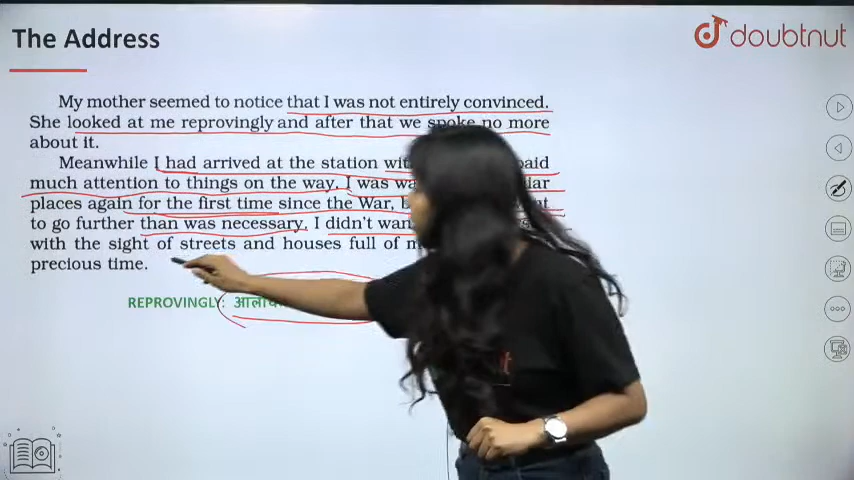 The Address
doubtnut
My mother seemed to notice that I was not entirely convinced.
She looked at me reprovingly and after that we spoke no more
about it.
Meanwhile I had arrived at the station paid
much attention to things on the way. I was
places again for the first time since the War,
to go further than was necessary. I didn't
with the sight of streets and houses full of
precious time.
REPROVINGLY: